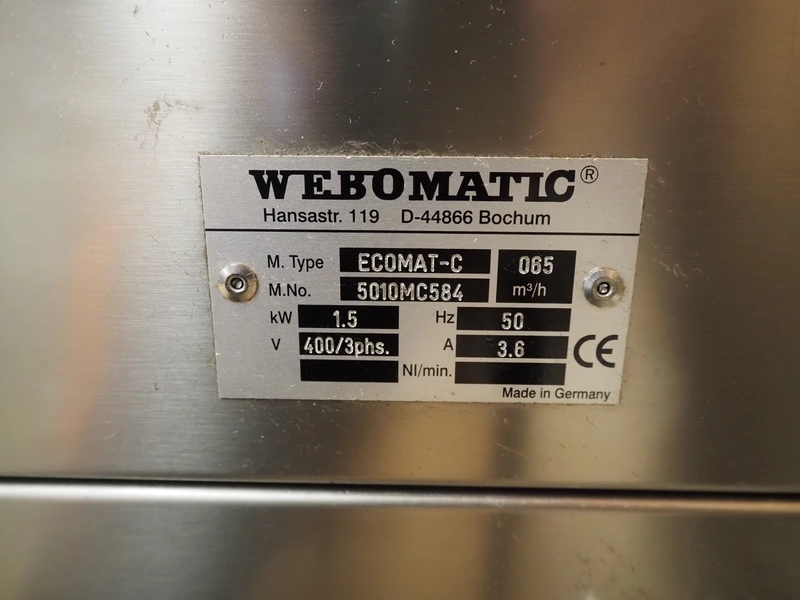 WEBOMATIC®
Hansastr. 119 D-44866 Bochum
M. Type ECOMAT-C 065
M.No. 5010MC584 m³/h
kW 1.5 Hz 50
V 400/3phs. A 3.6
Nl/min.
CE
Made in Germany